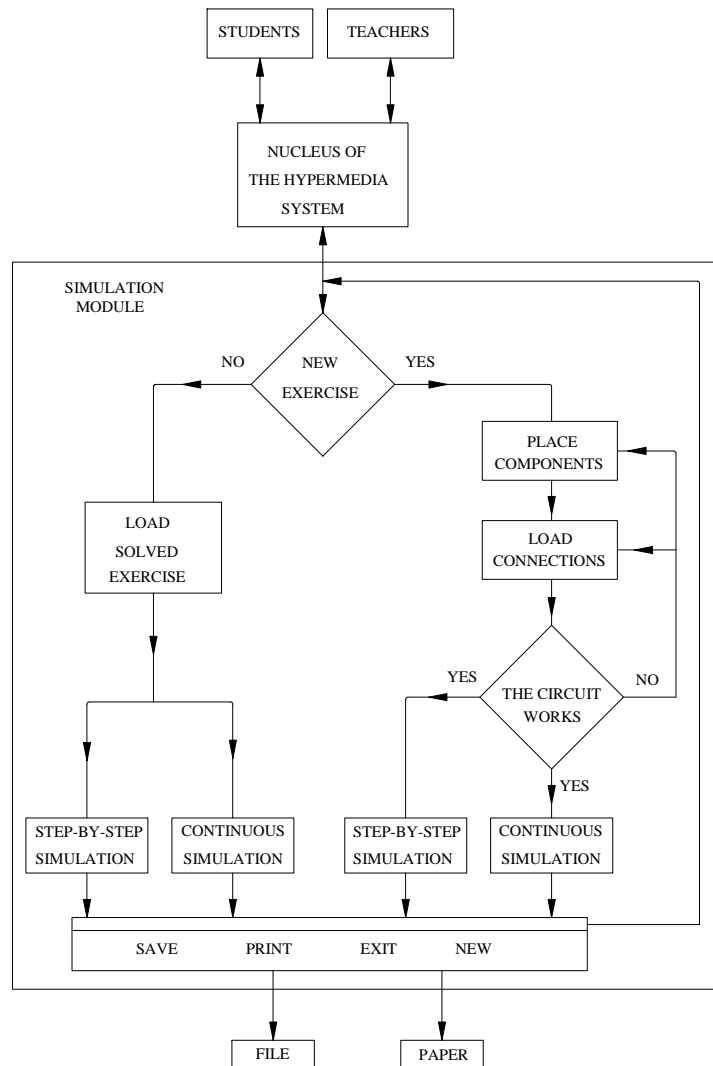 STUDENTS
TEACHERS
NUCLEUS OF
THE HYPERMEDIA
SYSTEM
SIMULATION
MODULE
NO
NEW
EXERCISE
YES
PLACE
COMPONENTS
LOAD
SOLVED
EXERCISE
LOAD
CONNECTIONS
YES
THE CIRCUIT
WORKS
NO
YES
STEP-BY-STEP
SIMULATION
CONTINUOUS
SIMULATION
STEP-BY-STEP
SIMULATION
CONTINUOUS
SIMULATION
SAVE PRINT EXIT NEW
FILE
PAPER